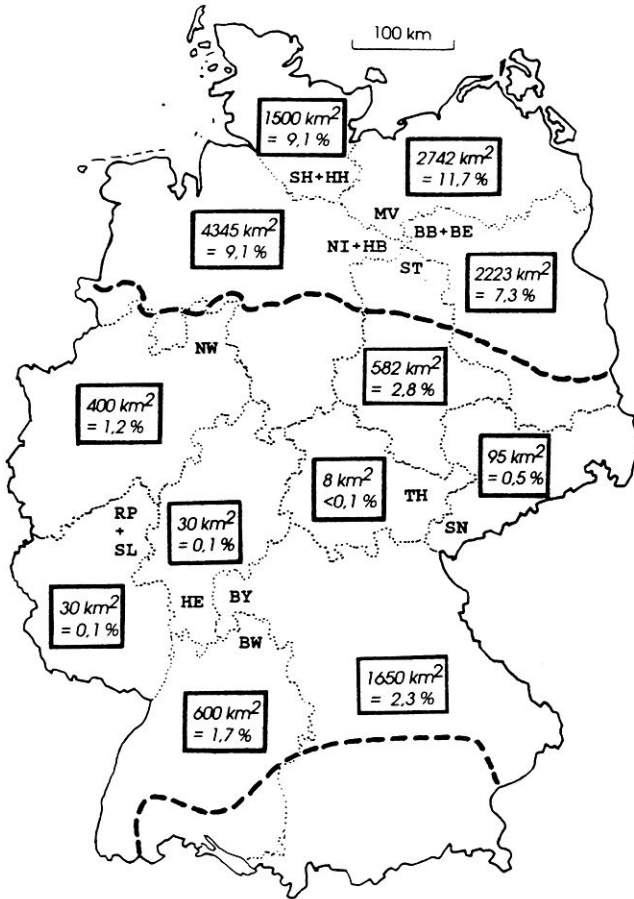 100 km
1500 km²
= 9,1 %
SH+HH
2742 km²
= 11,7 %
MV
BB+BE
4345 km²
= 9,1 %
NI+HB
ST
2223 km²
= 7,3 %
NW
582 km²
= 2,8 %
400 km²
= 1,2 %
95 km²
= 0,5 %
8 km²
<0,1 %
TH
RP
+
SL
30 km²
= 0,1 %
SN
30 km²
= 0,1 %
HE
BY
BW
1650 km²
= 2,3 %
600 km²
= 1,7 %